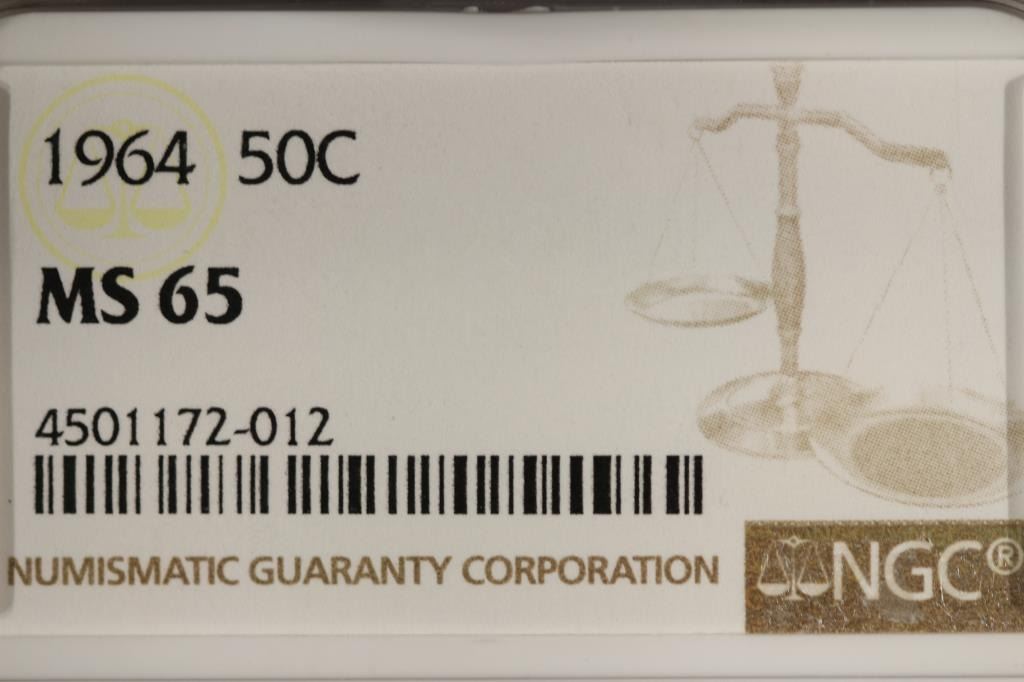 1964 50C
MS 65
4501172-012
NUMISMATIC GUARANTY CORPORATION
NGC®